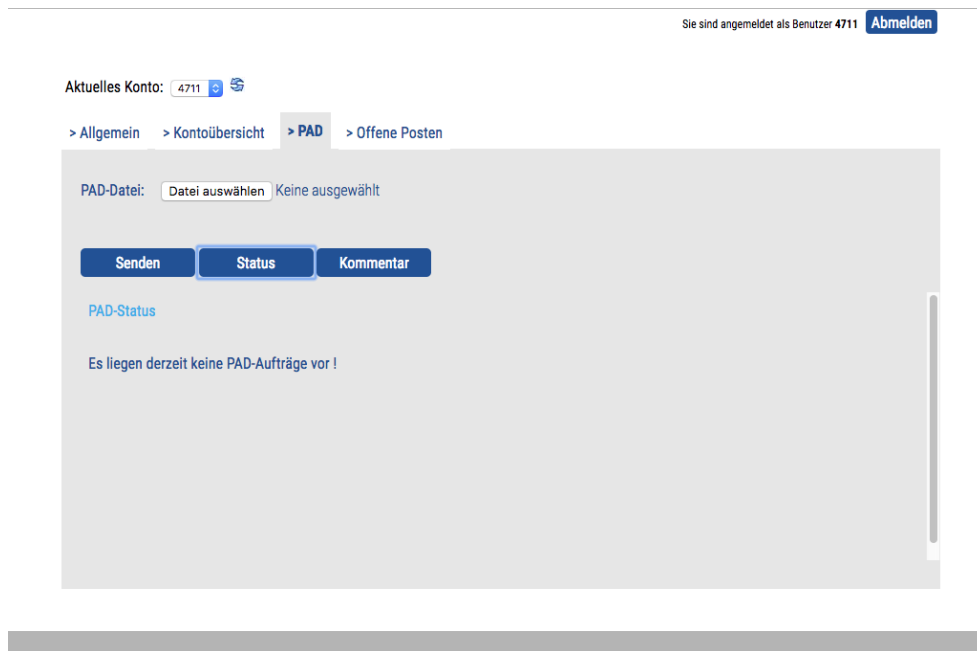 Sie sind angemeldet als Benutzer 4711 Abmelden
Aktuelles Konto: 4711
> Allgemein > Kontoübersicht > PAD > Offene Posten
PAD-Datei: Datei auswählen Keine ausgewählt
Senden Status Kommentar
PAD-Status
Es liegen derzeit keine PAD-Aufträge vor !